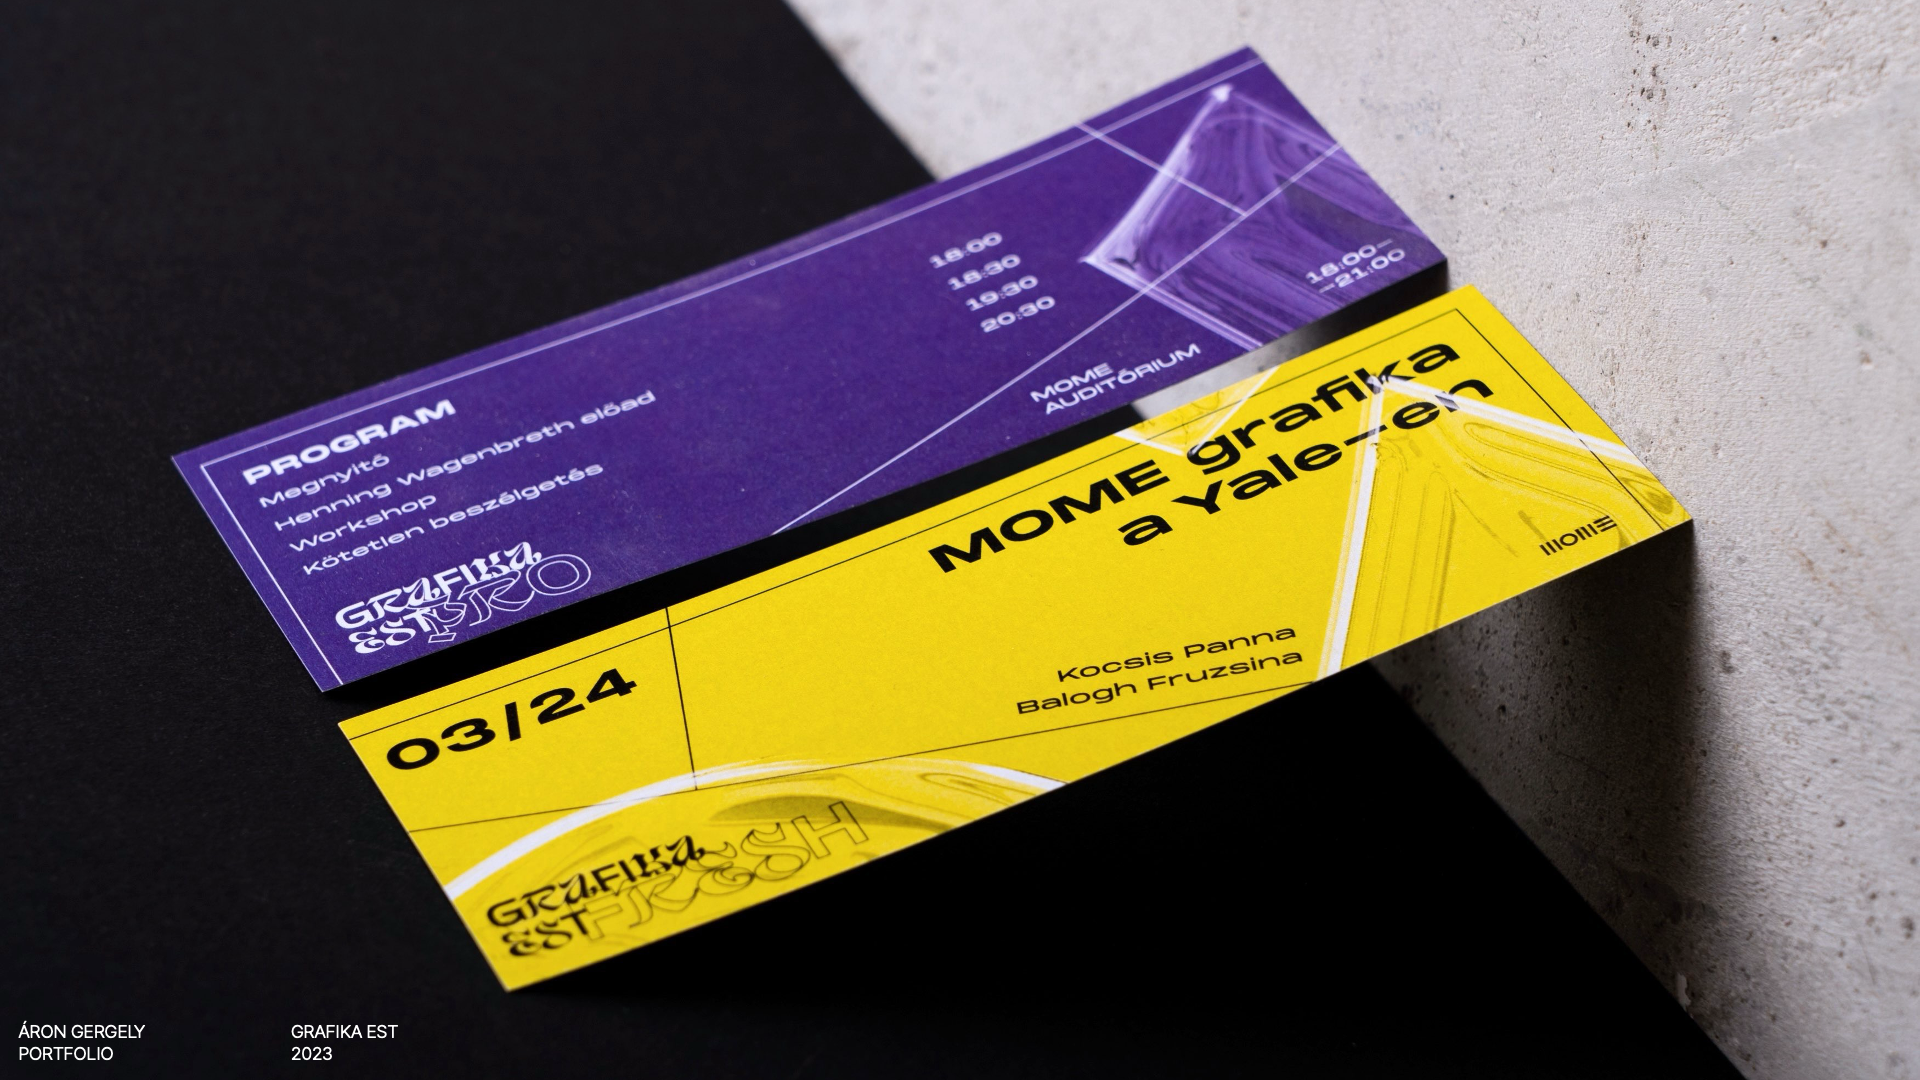 PROGRAM
Megnyitó
Henning Wagenbreth előad
Workshop
Kötetlen beszélgetés
18:00
18:30
19:30
20:30
MOME
AUDITÓRIUM
18:00—
—21:00
GRAFIKA
EST PRO
MOME grafika
a Yale–en
03/24
Kocsis Panna
Balogh Fruzsina
MOME
GRAFIKA
EST FRESH
ÁRON GERGELY
PORTFOLIO
GRAFIKA EST
2023